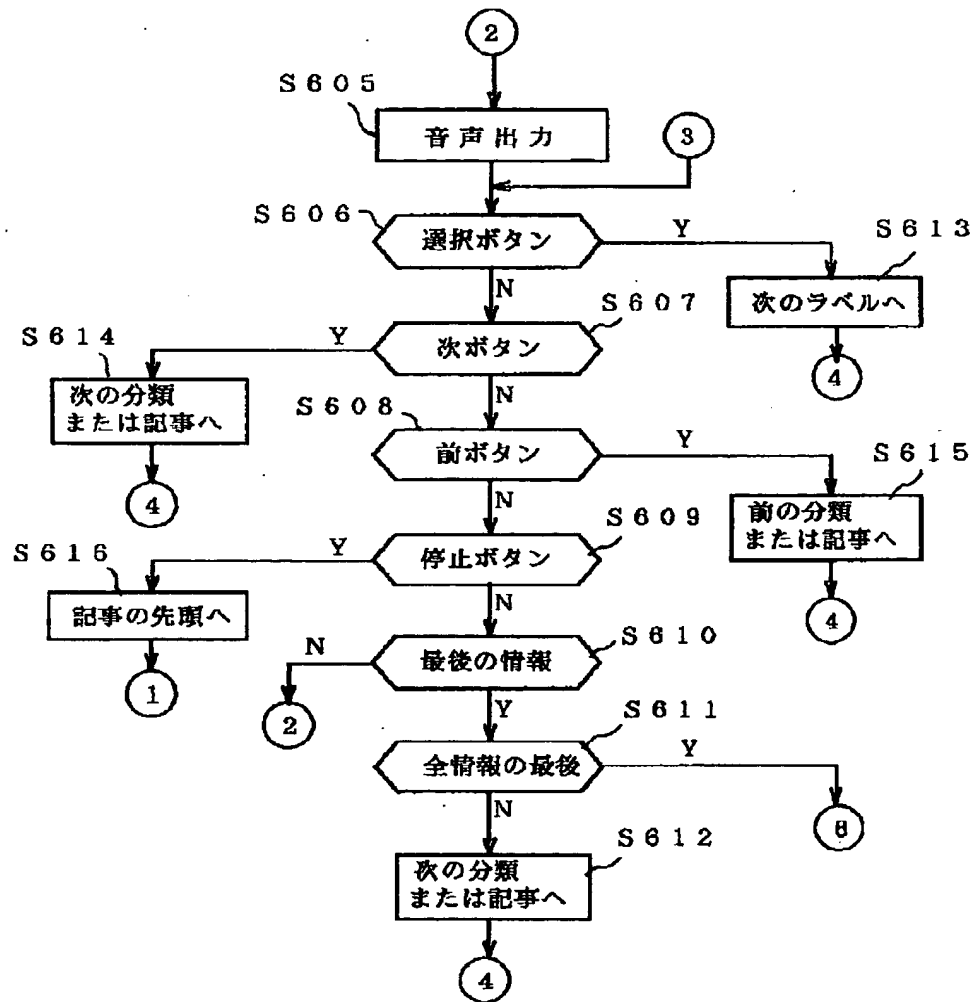 2
S605
音声出力
3
S606
選択ボタン
Y
S613
N
次のラベルへ
S607
4
S614
Y
次ボタン
次の分類
または記事へ
N
S608
4
前ボタン
Y
S615
N
前の分類
または記事へ
S609
S616
Y
停止ボタン
4
記事の先頭へ
N
S610
1
N
最後の情報
2
Y
S611
全情報の最後
Y
N
S612
次の分類
または記事へ
4